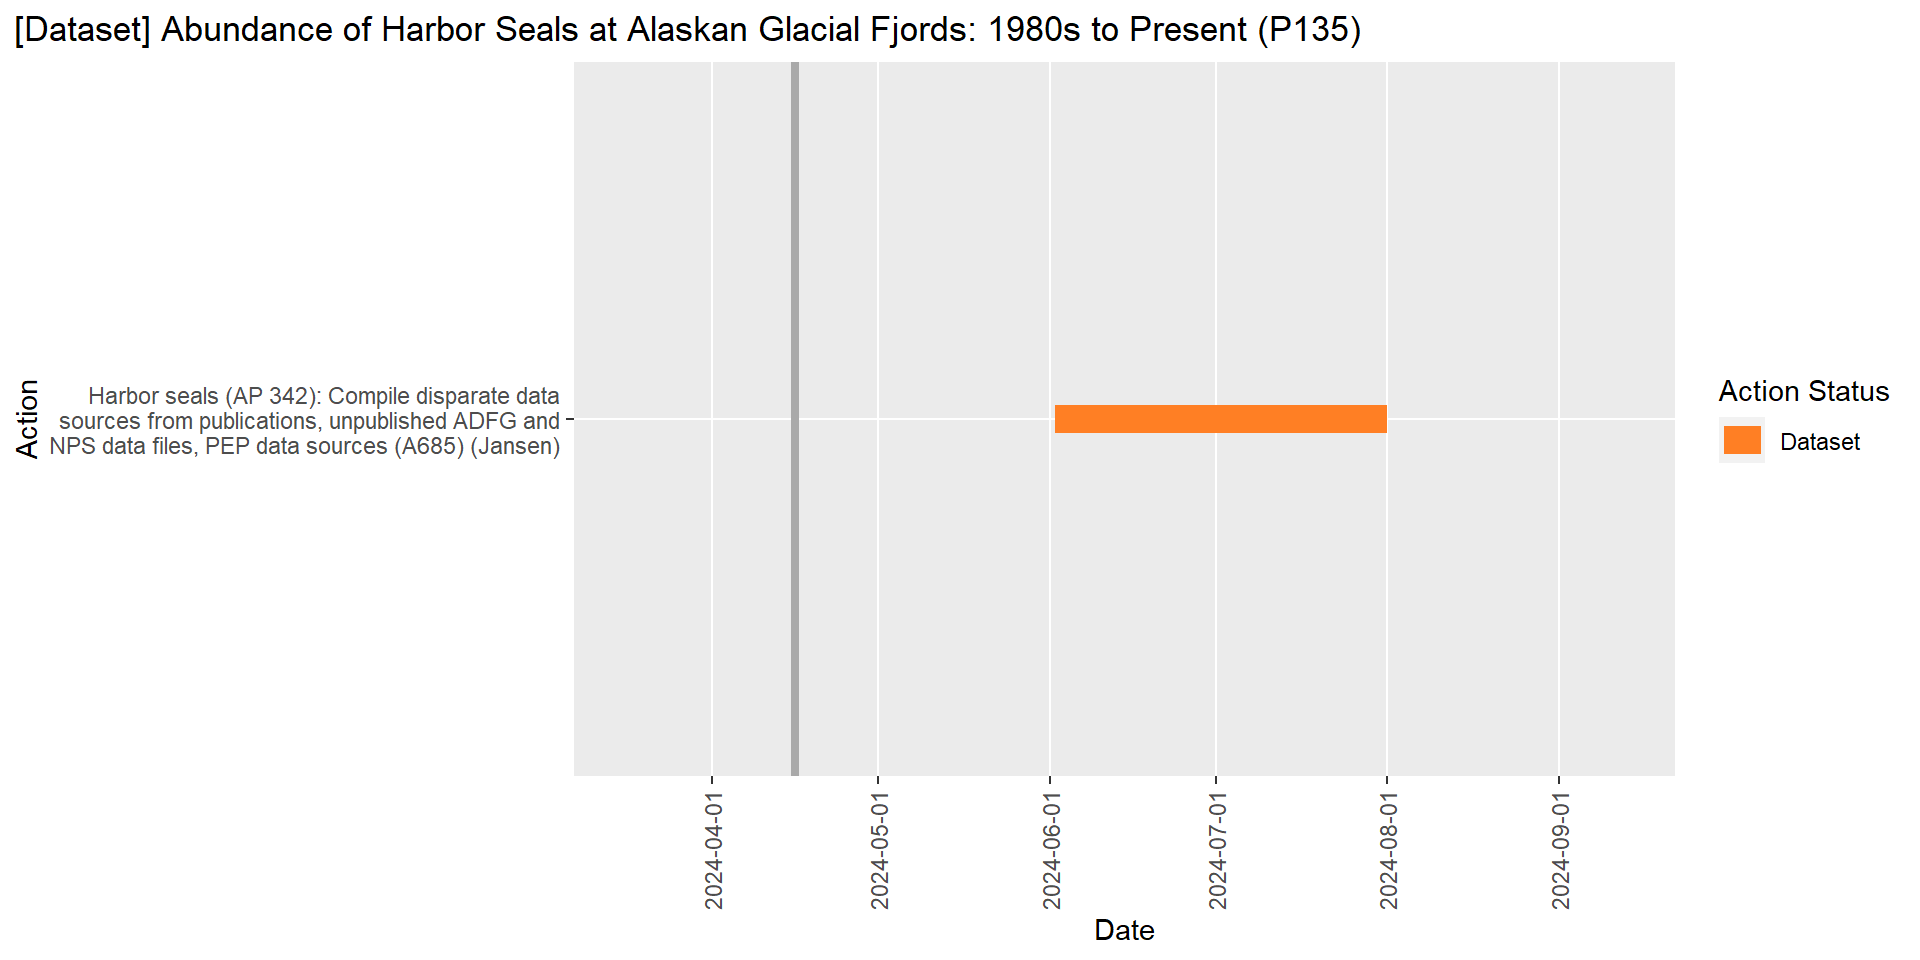 [Dataset] Abundance of Harbor Seals at Alaskan Glacial Fjords: 1980s to Present (P135)
Action
Harbor seals (AP 342): Compile disparate data
sources from publications, unpublished ADFG and
NPS data files, PEP data sources (A685) (Jansen)
2024-04-01
2024-05-01
2024-06-01
2024-07-01
2024-08-01
2024-09-01
Date
Action Status
Dataset